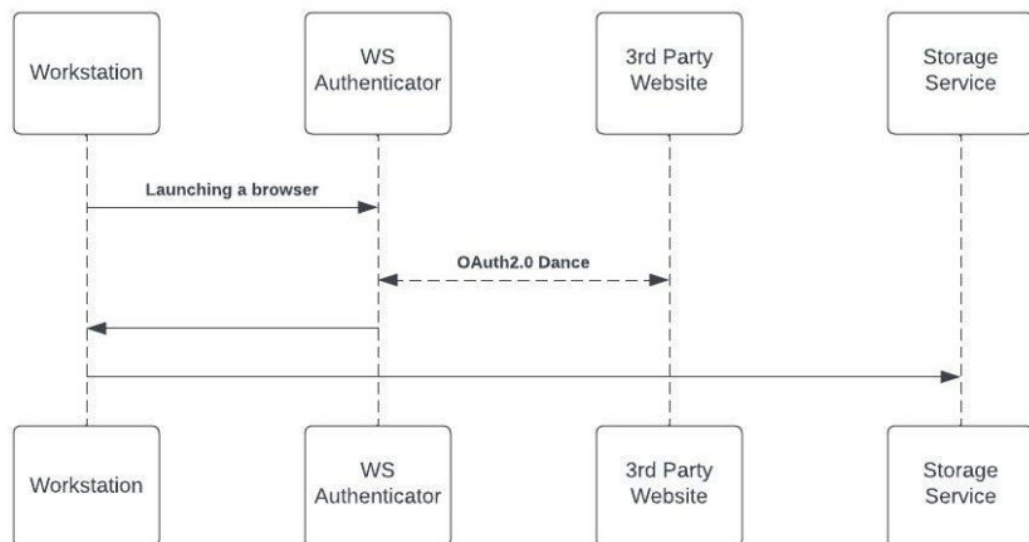 Workstation
WS
Authenticator
3rd Party
Website
Storage
Service
Launching a browser
OAuth2.0 Dance
Workstation
WS
Authenticator
3rd Party
Website
Storage
Service